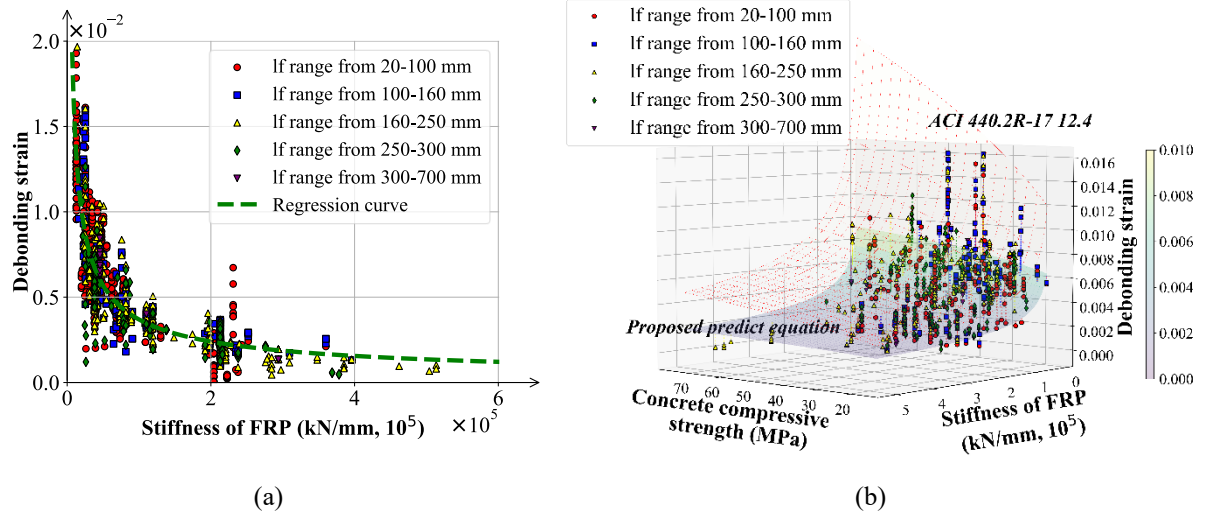 ×10⁻²
2.0
1.5
1.0
0.5
0.0
Debonding strain
lf range from 20-100 mm
lf range from 100-160 mm
lf range from 160-250 mm
lf range from 250-300 mm
lf range from 300-700 mm
Regression curve
0 2 4 6
Stiffness of FRP (kN/mm, 10⁵)
×10⁵
(a)
lf range from 20-100 mm
lf range from 100-160 mm
lf range from 160-250 mm
lf range from 250-300 mm
lf range from 300-700 mm
ACI 440.2R-17 12.4
Proposed predict equation
0.016
0.014
0.012
0.010
0.008
0.006
0.004
0.002
0.000
Debonding strain
0.010
0.008
0.006
0.004
0.002
0.000
70 60 50 40 30 20
Concrete compressive
strength (MPa)
5 4 3 2 1 0
Stiffness of FRP
(kN/mm, 10⁵)
(b)